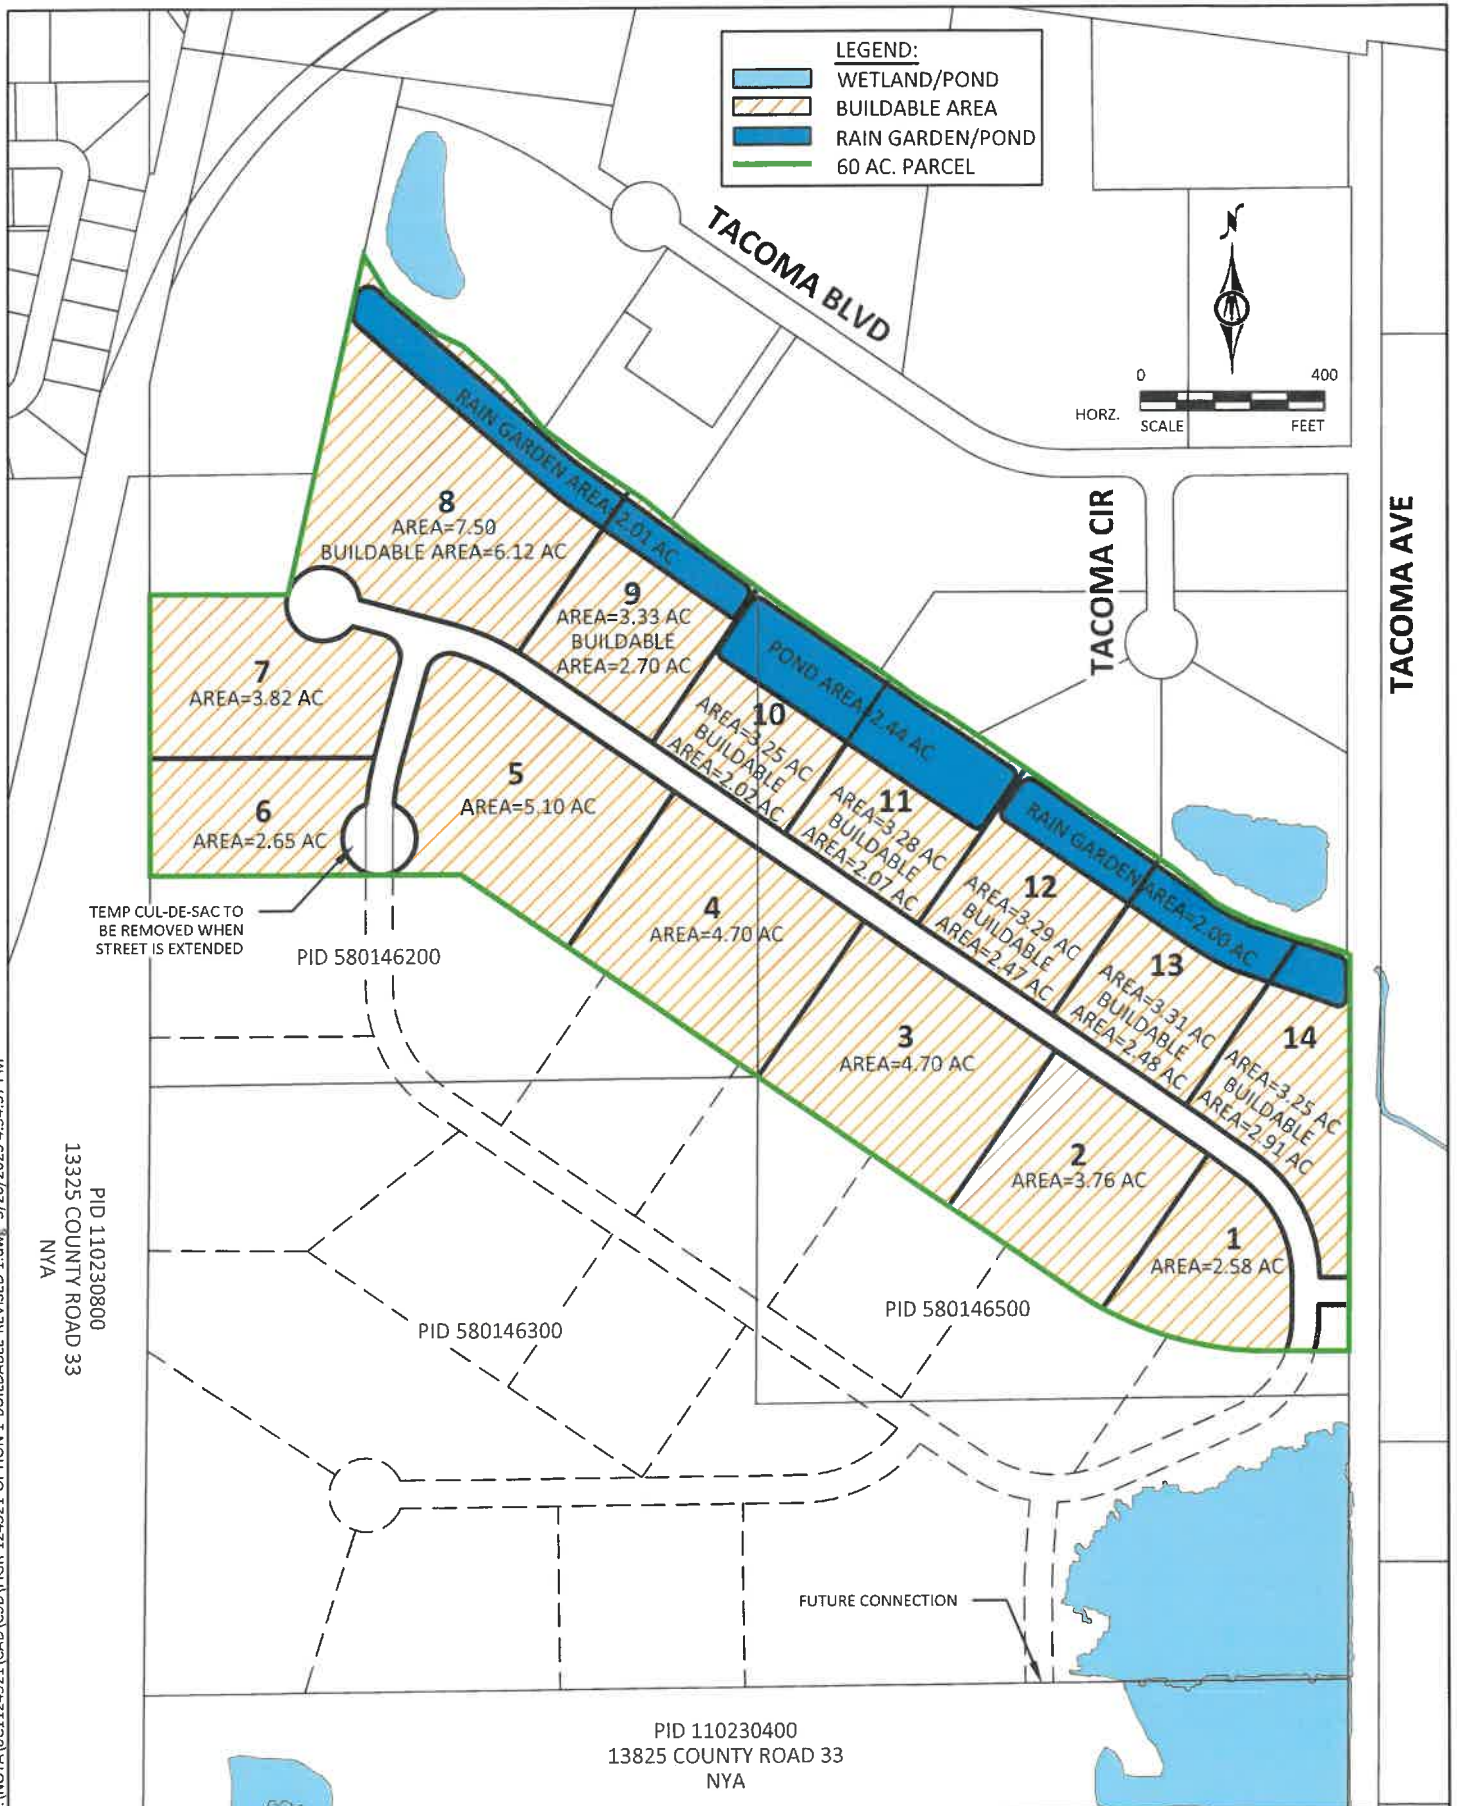 LEGEND:
WETLAND/POND
BUILDABLE AREA
RAIN GARDEN/POND
60 AC. PARCEL
TACOMA BLVD
N
0
400
HORZ.
SCALE
FEET
TACOMA CIR
TACOMA AVE
RAIN GARDEN AREA=2.01 AC
8
AREA=7.50
BUILDABLE AREA=6.12 AC
9
AREA=3.33 AC
BUILDABLE
AREA=2.70 AC
POND AREA=2.44 AC
7
AREA=3.82 AC
10
AREA=3.25 AC
BUILDABLE
AREA=2.02 AC
5
AREA=5.10 AC
11
AREA=3.28 AC
BUILDABLE
AREA=2.07 AC
RAIN GARDEN AREA=2.00 AC
6
AREA=2.65 AC
12
AREA=3.29 AC
BUILDABLE
AREA=2.47 AC
4
AREA=4.70 AC
TEMP CUL-DE-SAC TO
BE REMOVED WHEN
STREET IS EXTENDED
PID 580146200
13
AREA=3.31 AC
BUILDABLE
AREA=2.48 AC
3
AREA=4.70 AC
14
AREA=3.25 AC
BUILDABLE
AREA=2.91 AC
2
AREA=3.76 AC
1
AREA=2.58 AC
PID 110230800
13325 COUNTY ROAD 33
NYA
PID 580146500
PID 580146300
FUTURE CONNECTION
PID 110230400
13825 COUNTY ROAD 33
NYA